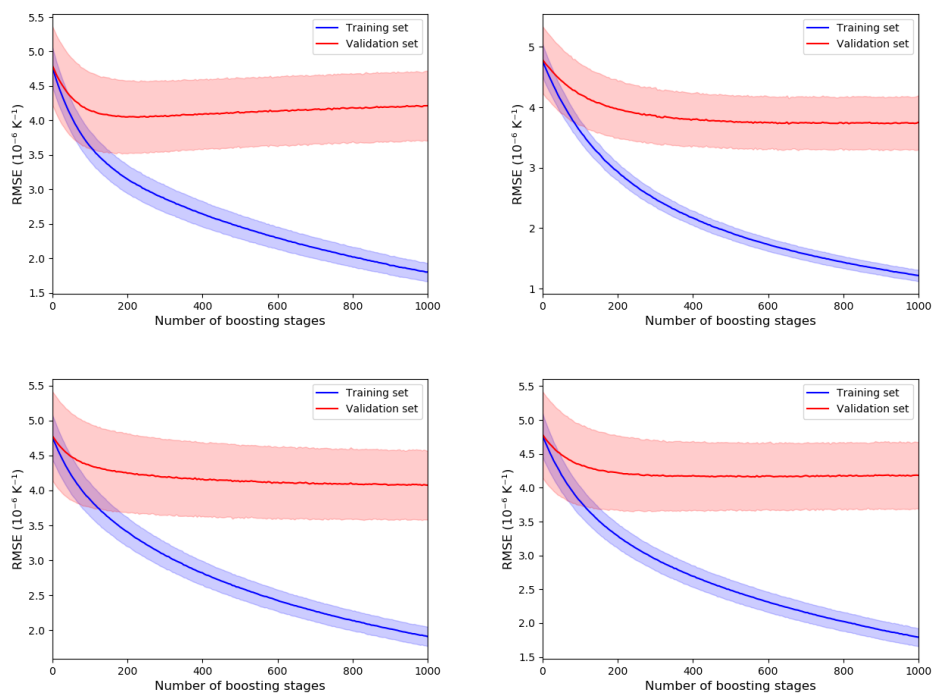 5.5
5.0
4.5
4.0
3.5
3.0
2.5
2.0
1.5
RMSE (10⁻⁶ K⁻¹)
Training set
Validation set
0 200 400 600 800 1000
Number of boosting stages
5
4
3
2
1
RMSE (10⁻⁶ K⁻¹)
Training set
Validation set
0 200 400 600 800 1000
Number of boosting stages
5.5
5.0
4.5
4.0
3.5
3.0
2.5
2.0
RMSE (10⁻⁶ K⁻¹)
Training set
Validation set
0 200 400 600 800 1000
Number of boosting stages
5.5
5.0
4.5
4.0
3.5
3.0
2.5
2.0
1.5
RMSE (10⁻⁶ K⁻¹)
Training set
Validation set
0 200 400 600 800 1000
Number of boosting stages